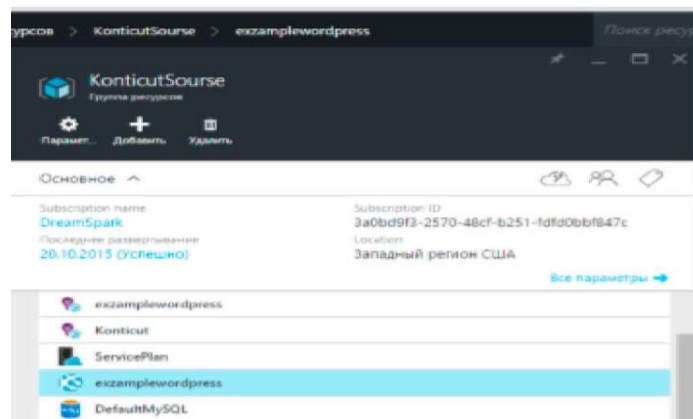 урсов > KonticutSourse > exzamplewordpress
Поиск ресу
KonticutSourse
Группа ресурсов
Парамет... Добавить Удалить
Основное
Subscription name
DreamSpark
Последнее развертывание
20.10.2015 (Успешно)
Subscription ID
3a0bd9f3-2570-48cf-b251-fdfd0bbf847c
Location
Западный регион США
Все параметры
exzamplewordpress
Konticut
ServicePlan
exzamplewordpress
DefaultMySQL